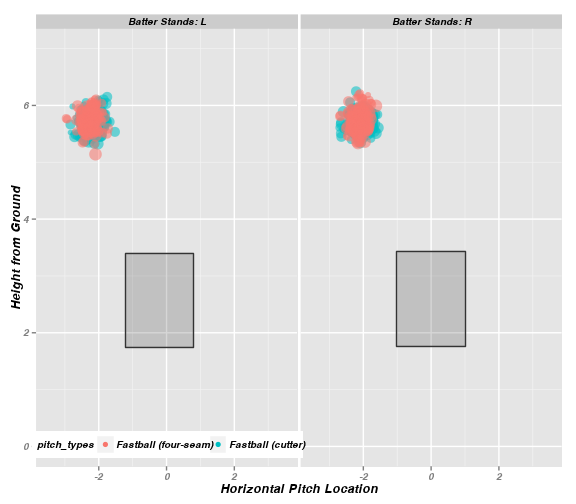 Batter Stands: L
Batter Stands: R
6
4
2
0
Height from Ground
pitch_types Fastball (four-seam) Fastball (cutter)
-2 0 2
-2 0 2
Horizontal Pitch Location